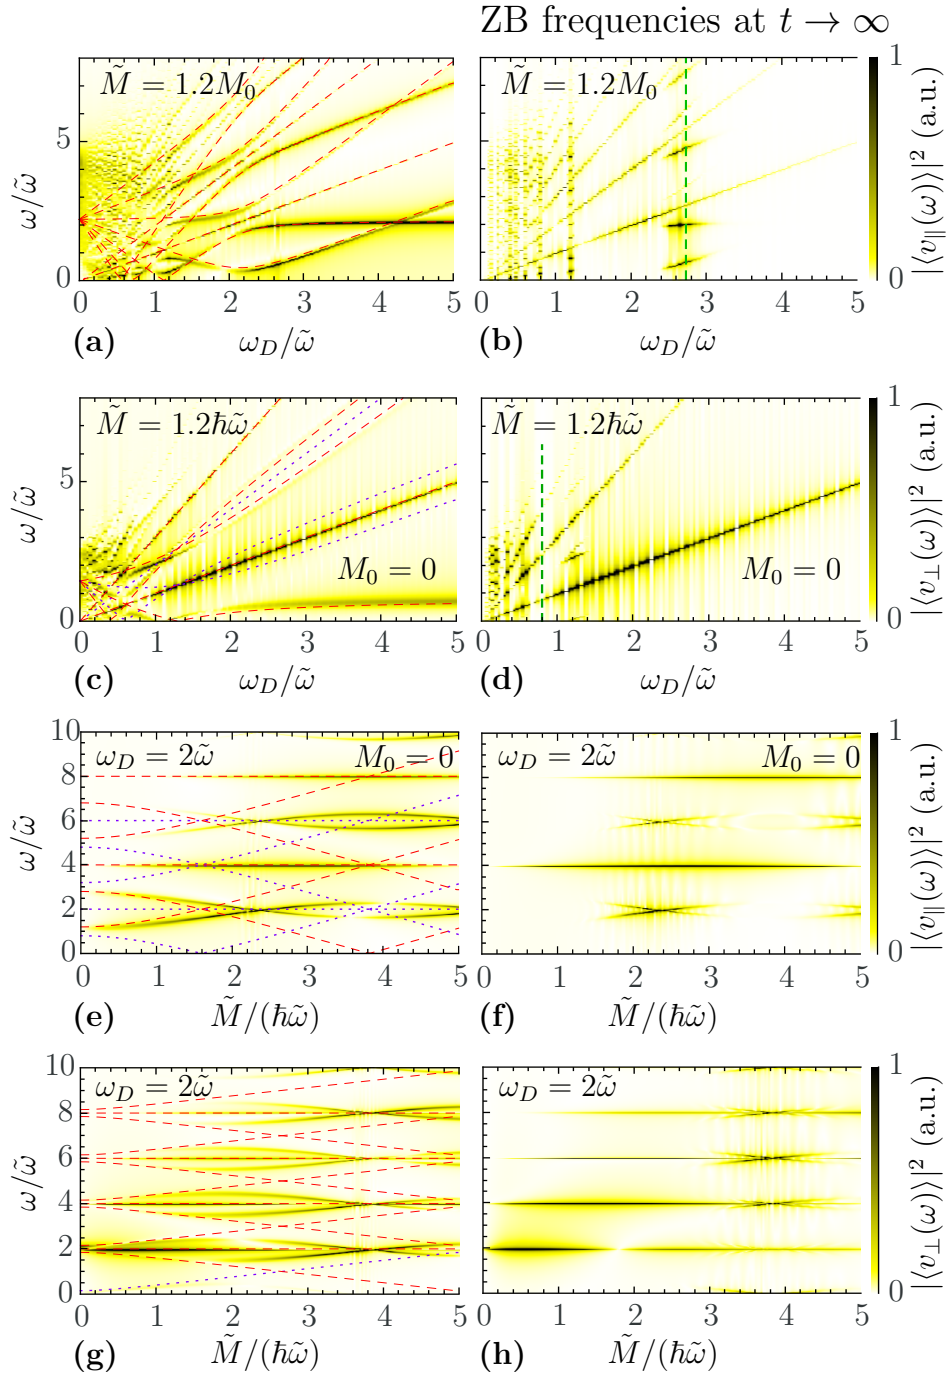 ZB frequencies at t → ∞
M̃ = 1.2M₀
M̃ = 1.2M₀
ω/ω̃
5
0
0 1 2 3 4 5
0 1 2 3 4 5
1
0
|⟨v∥(ω)⟩|² (a.u.)
(a) ω_D/ω̃
(b) ω_D/ω̃
M̃ = 1.2ħω̃
M̃ = 1.2ħω̃
ω/ω̃
5
0
M₀ = 0
M₀ = 0
0 1 2 3 4 5
0 1 2 3 4 5
1
0
|⟨v⊥(ω)⟩|² (a.u.)
(c) ω_D/ω̃
(d) ω_D/ω̃
ω_D = 2ω̃ M₀ = 0
ω_D = 2ω̃ M₀ = 0
ω/ω̃
10
8
6
4
2
0
0 1 2 3 4 5
0 1 2 3 4 5
1
0
|⟨v∥(ω)⟩|² (a.u.)
(e) M̃/(ħω̃)
(f) M̃/(ħω̃)
ω_D = 2ω̃
ω_D = 2ω̃
ω/ω̃
10
8
6
4
2
0
0 1 2 3 4 5
0 1 2 3 4 5
1
0
|⟨v⊥(ω)⟩|² (a.u.)
(g) M̃/(ħω̃)
(h) M̃/(ħω̃)